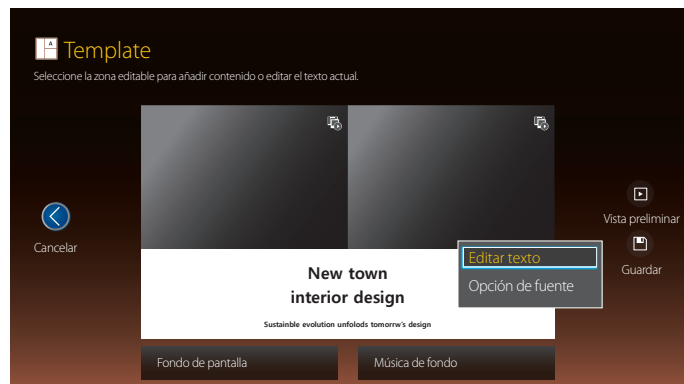 A
Template
Seleccione la zona editable para añadir contenido o editar el texto actual.
Vista preliminar
Cancelar
Editar texto
Guardar
New town
Opción de fuente
interior design
Sustainble evolution unfolods tomorrw's design
Fondo de pantalla
Música de fondo